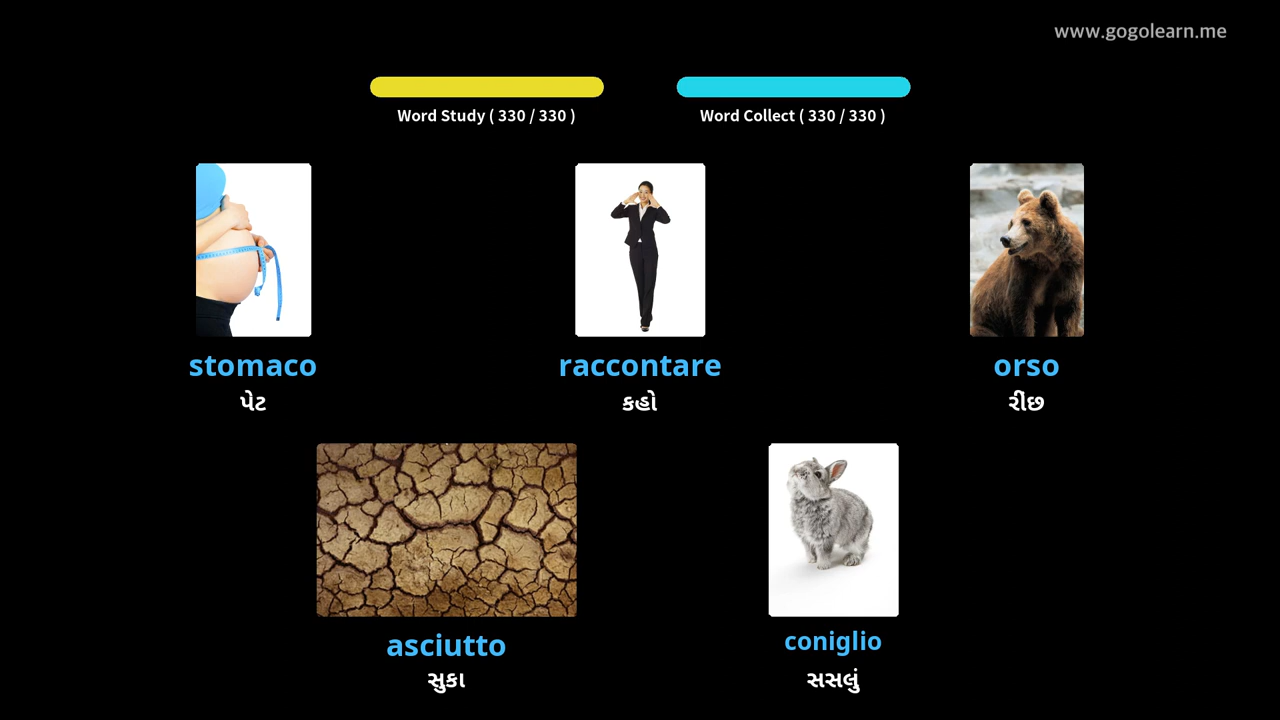 www.gogolearn.me
Word Study ( 330 / 330 )
Word Collect ( 330 / 330 )
stomaco
પેટ
raccontare
કહો
orso
રીંછ
asciutto
સુકા
coniglio
સસલું